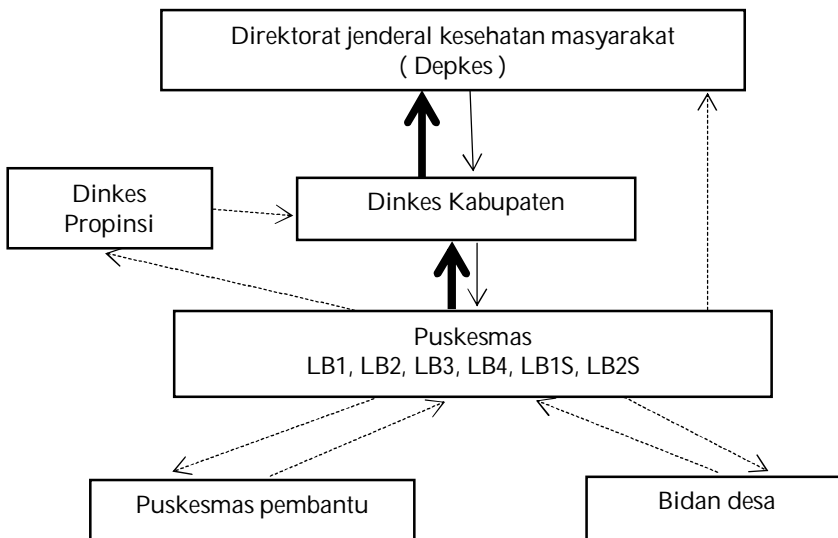 Direktorat jenderal kesehatan masyarakat
( Depkes )
Dinkes
Propinsi
Dinkes Kabupaten
Puskesmas
LB1, LB2, LB3, LB4, LB1S, LB2S
Puskesmas pembantu
Bidan desa